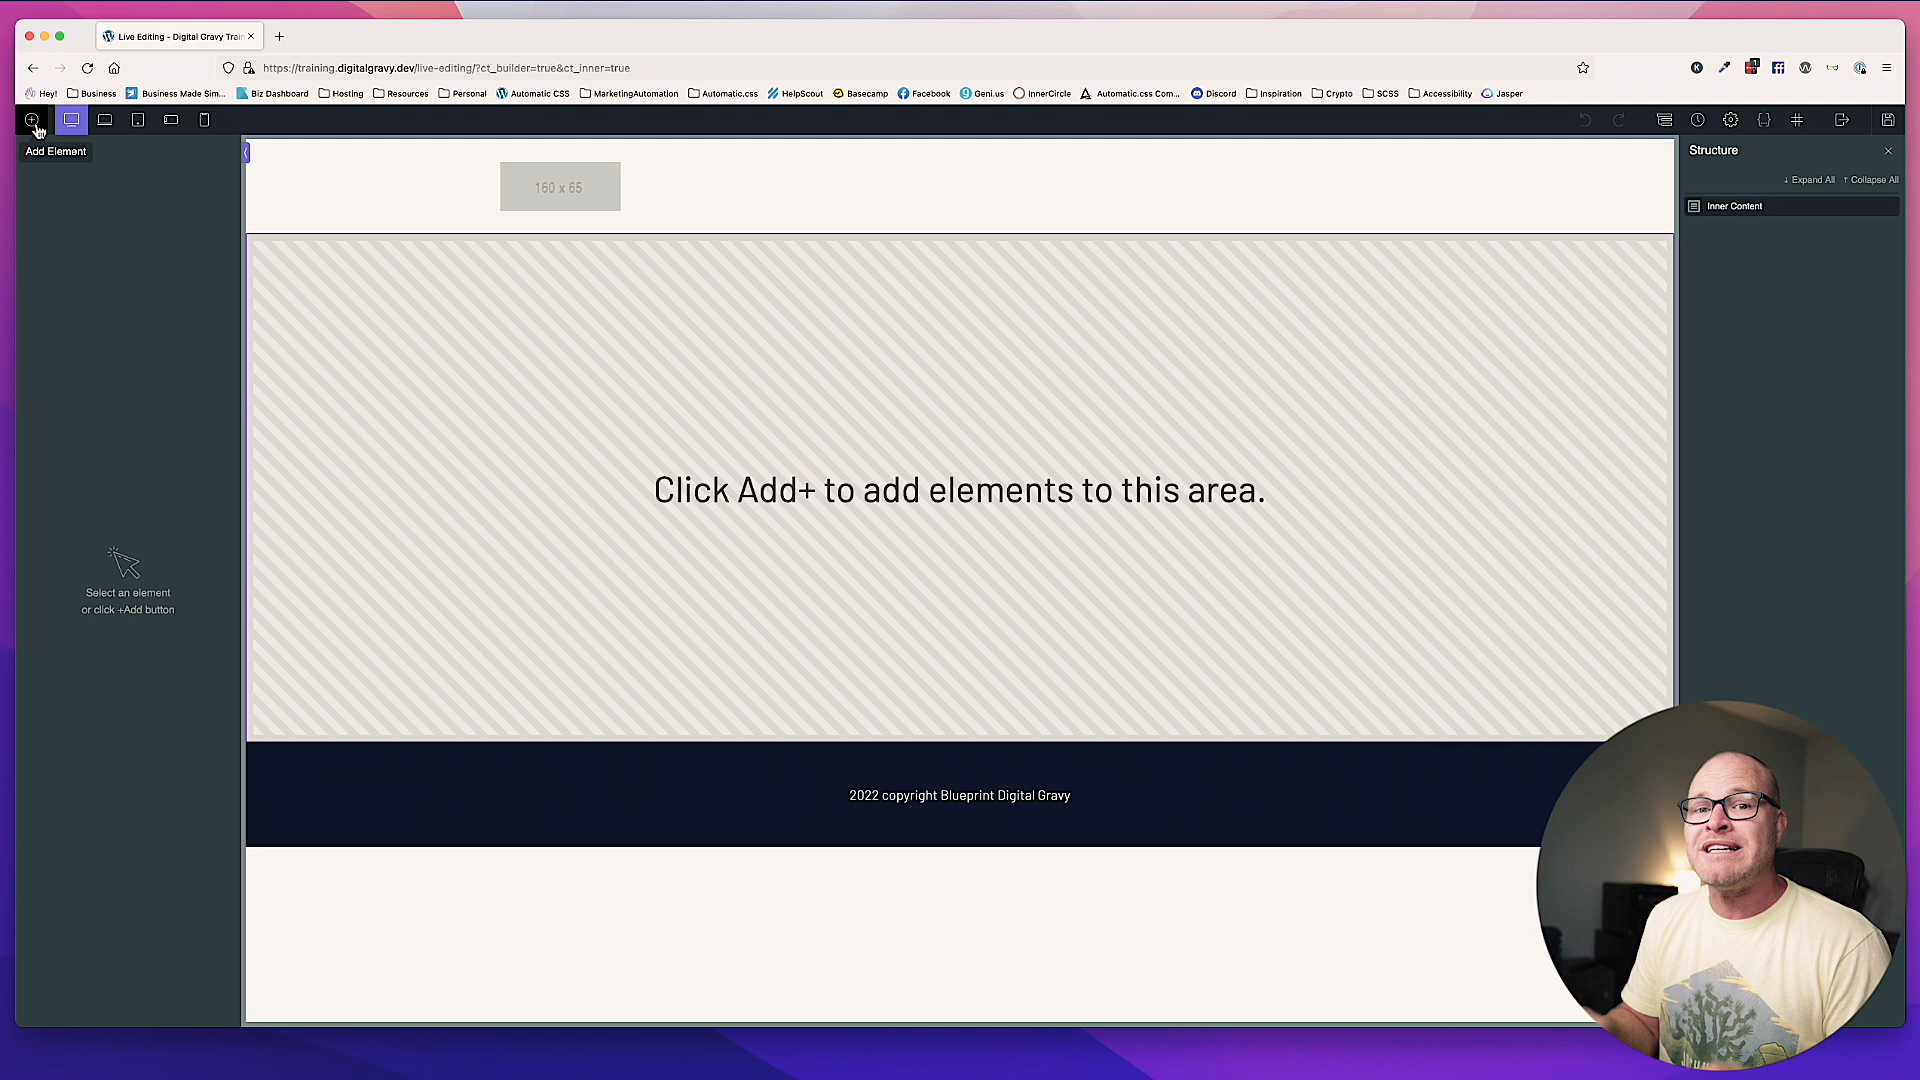 Live Editing - Digital Gravy Train
https://training.digitalgravy.dev/live-editing/?ct_builder=true&ct_inner=true
Hey! Business Business Made Sim... Biz Dashboard Hosting Resources Personal Automatic CSS MarketingAutomation Automatic.css HelpScout Basecamp Facebook Geni.us InnerCircle Automatic.css Com... Discord Inspiration Crypto SCSS Accessibility Jasper
Add Element
Structure
↓ Expand All ↑ Collapse All
Inner Content
160 x 65
Click Add+ to add elements to this area.
Select an element
or click +Add button
2022 copyright Blueprint Digital Gravy